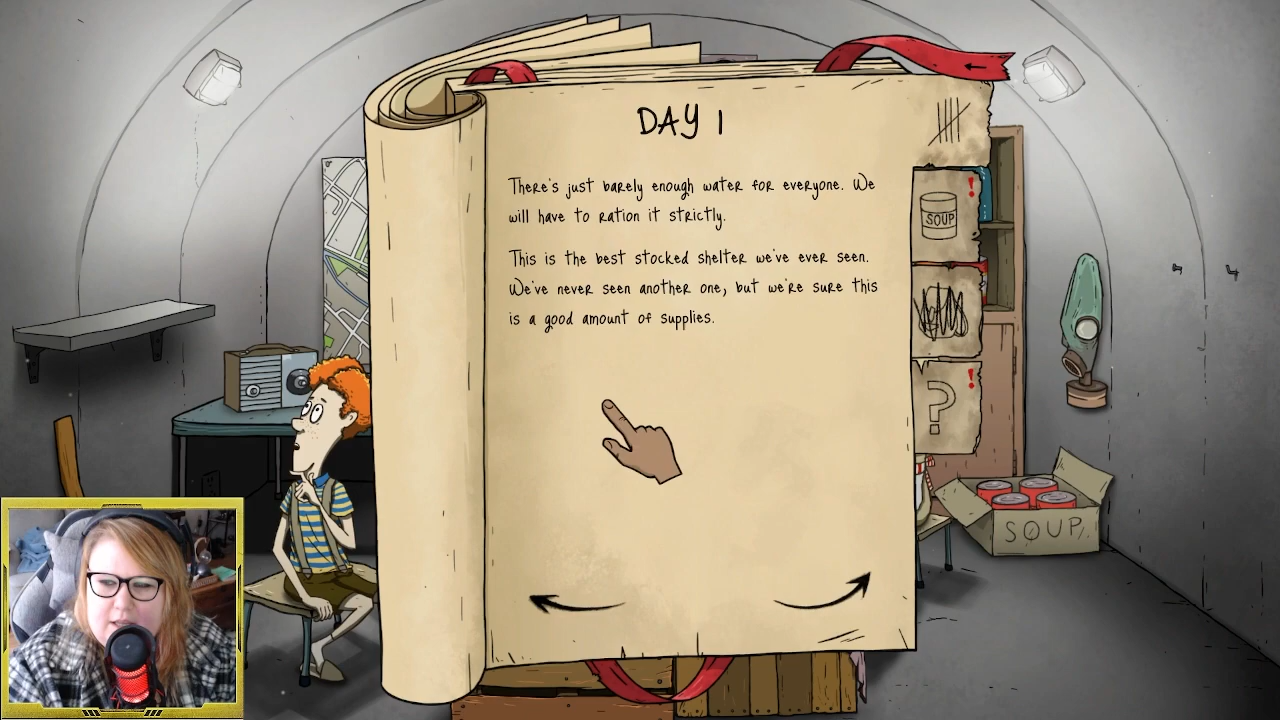 DAY 1
There's just barely enough water for everyone. We
will have to ration it strictly.
This is the best stocked shelter we've ever seen.
We've never seen another one, but we're sure this
is a good amount of supplies.
SOUP
!
!
?
SOUP